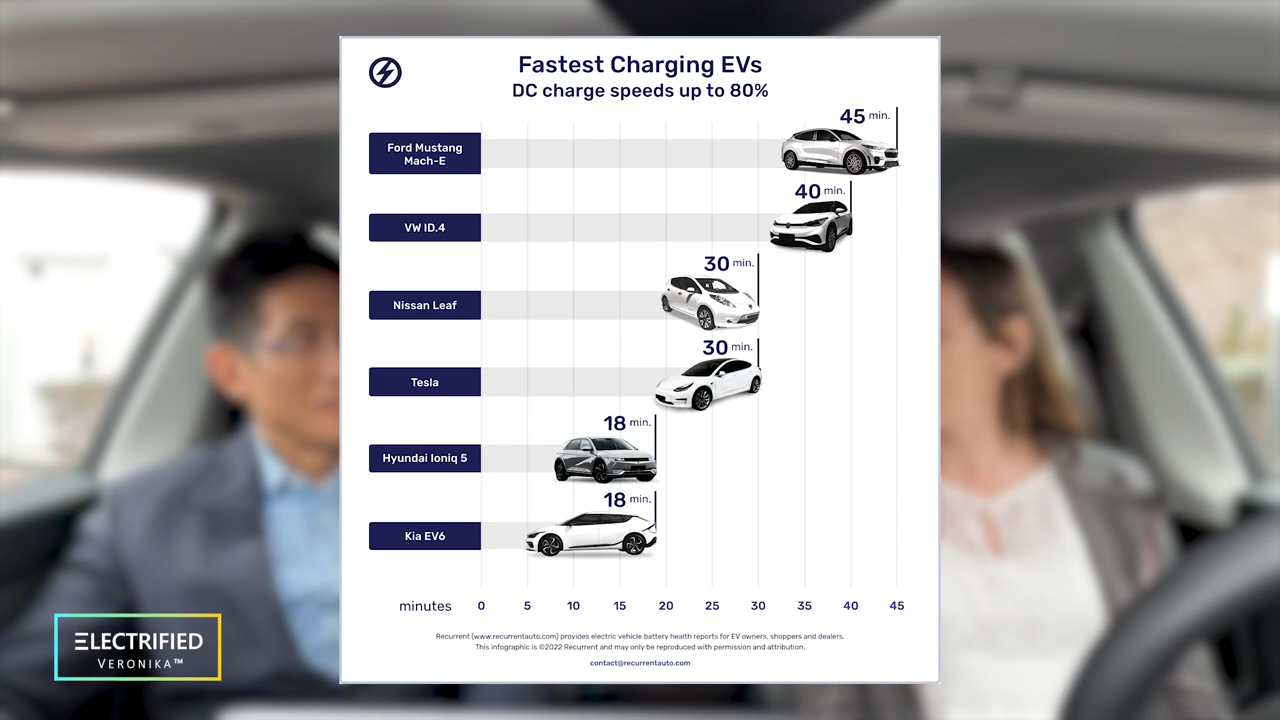 Fastest Charging EVs
DC charge speeds up to 80%
45 min.
Ford Mustang
Mach-E
40 min.
VW ID.4
30 min.
Nissan Leaf
30 min.
Tesla
18 min.
Hyundai Ioniq 5
18 min.
Kia EV6
minutes 0 5 10 15 20 25 30 35 40 45
Recurrent (www.recurrentauto.com) provides electric vehicle battery health reports for EV owners, shoppers and dealers.
This infographic is ©2022 Recurrent and may only be reproduced with permission and attribution.
contact@recurrentauto.com
ELECTRIFIED
VERONIKA™